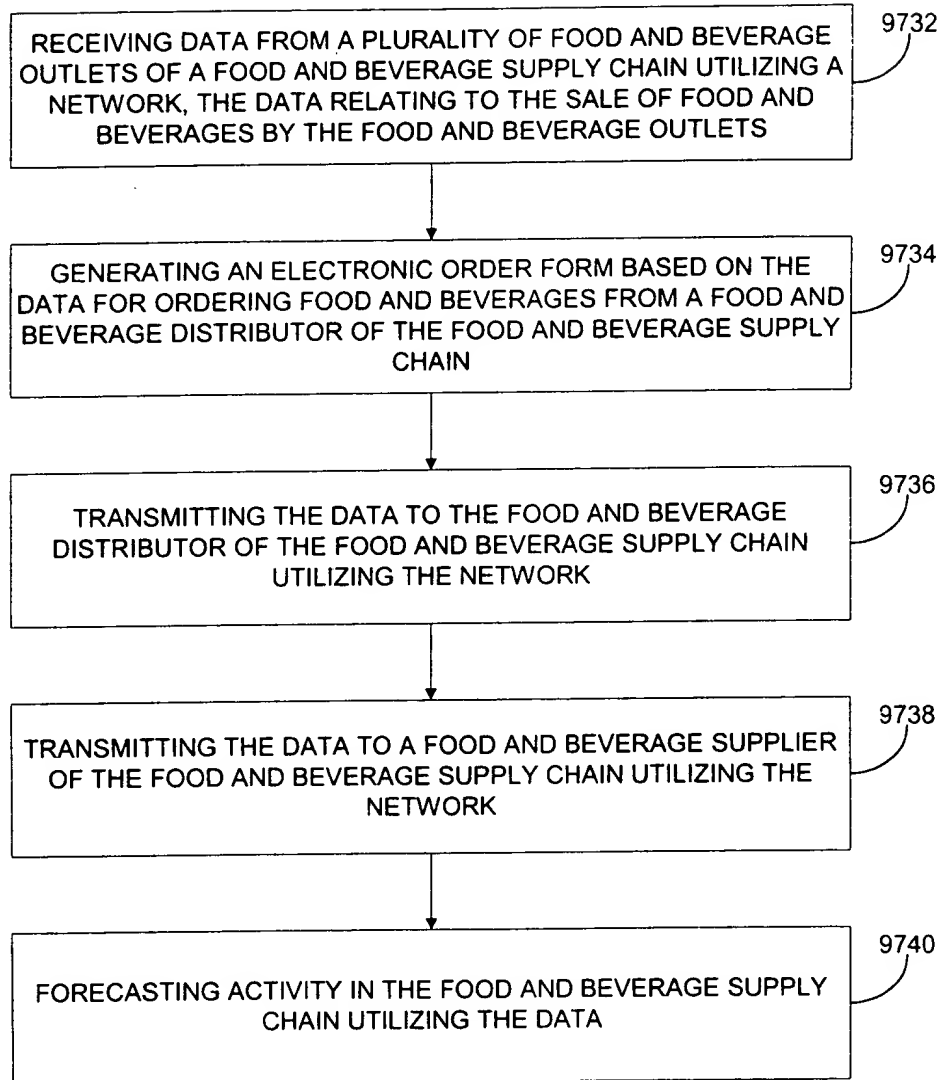 9732
RECEIVING DATA FROM A PLURALITY OF FOOD AND BEVERAGE
OUTLETS OF A FOOD AND BEVERAGE SUPPLY CHAIN UTILIZING A
NETWORK, THE DATA RELATING TO THE SALE OF FOOD AND
BEVERAGES BY THE FOOD AND BEVERAGE OUTLETS
9734
GENERATING AN ELECTRONIC ORDER FORM BASED ON THE
DATA FOR ORDERING FOOD AND BEVERAGES FROM A FOOD AND
BEVERAGE DISTRIBUTOR OF THE FOOD AND BEVERAGE SUPPLY
CHAIN
9736
TRANSMITTING THE DATA TO THE FOOD AND BEVERAGE
DISTRIBUTOR OF THE FOOD AND BEVERAGE SUPPLY CHAIN
UTILIZING THE NETWORK
9738
TRANSMITTING THE DATA TO A FOOD AND BEVERAGE SUPPLIER
OF THE FOOD AND BEVERAGE SUPPLY CHAIN UTILIZING THE
NETWORK
9740
FORECASTING ACTIVITY IN THE FOOD AND BEVERAGE SUPPLY
CHAIN UTILIZING THE DATA